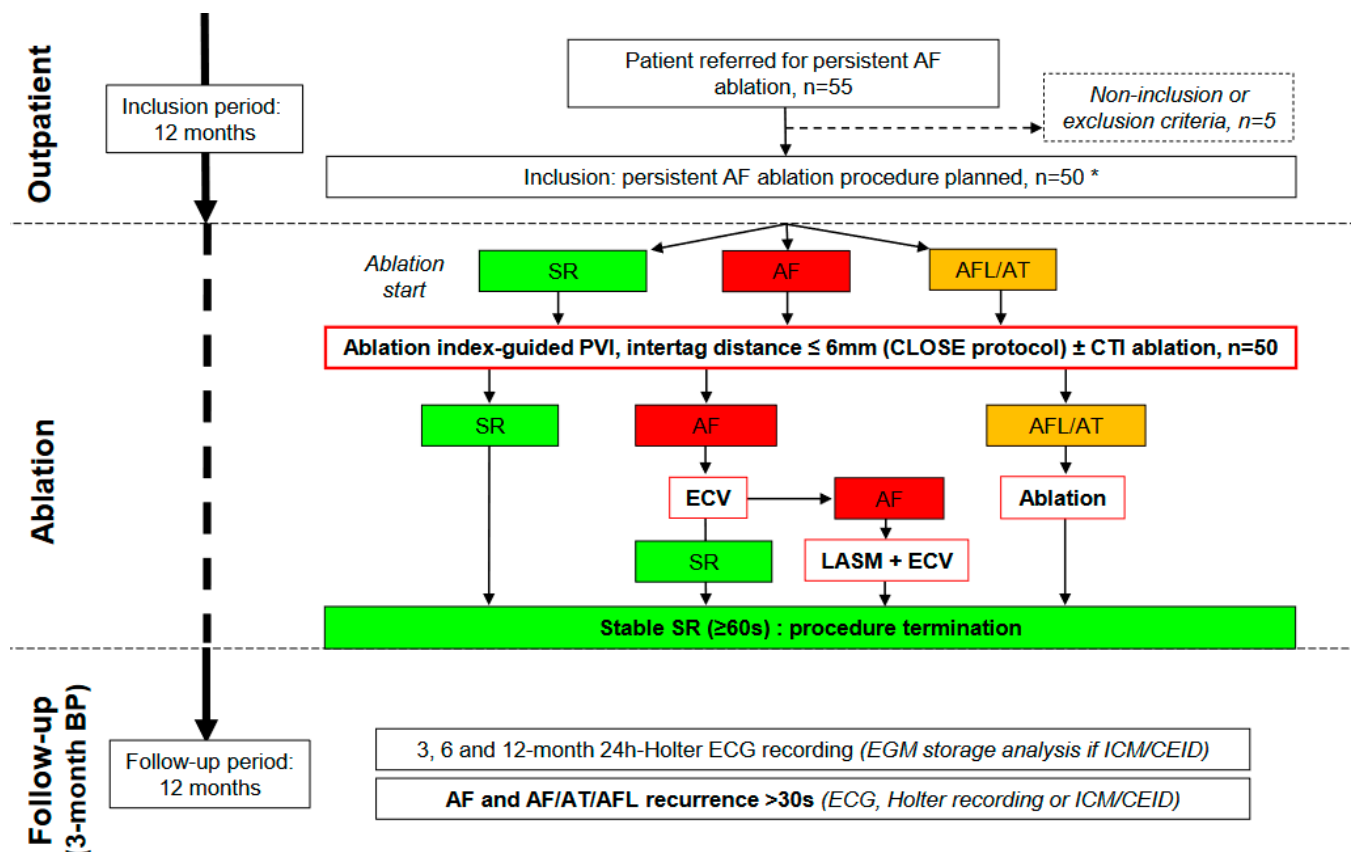 Outpatient
Inclusion period:
12 months
Patient referred for persistent AF
ablation, n=55
Non-inclusion or
exclusion criteria, n=5
Inclusion: persistent AF ablation procedure planned, n=50 *
Ablation
Ablation
start
SR
AF
AFL/AT
Ablation index-guided PVI, intertag distance ≤ 6mm (CLOSE protocol) ± CTI ablation, n=50
SR
AF
AFL/AT
ECV
AF
Ablation
SR
LASM + ECV
Stable SR (≥60s) : procedure termination
Follow-up
(3-month BP)
Follow-up period:
12 months
3, 6 and 12-month 24h-Holter ECG recording (EGM storage analysis if ICM/CEID)
AF and AF/AT/AFL recurrence >30s (ECG, Holter recording or ICM/CEID)